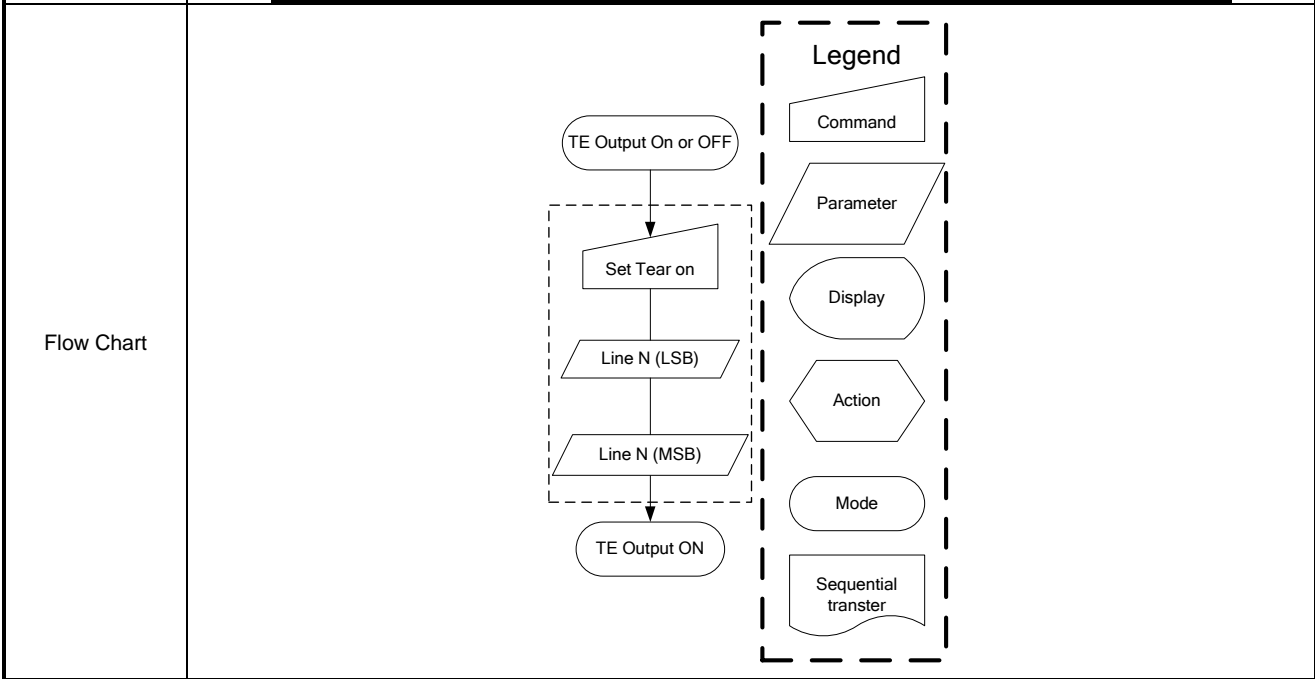 Flow Chart
TE Output On or OFF
Set Tear on
Line N (LSB)
Line N (MSB)
TE Output ON
Legend
Command
Parameter
Display
Action
Mode
Sequential
transter